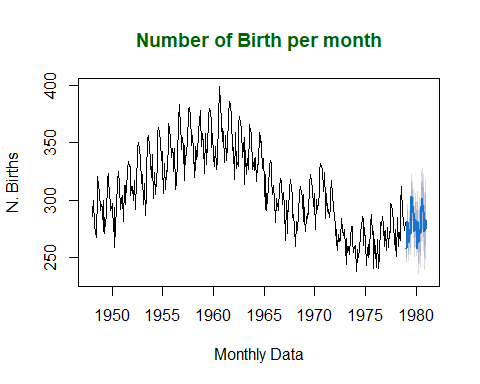 Number of Birth per month
N. Births
400
350
300
250
1950 1955 1960 1965 1970 1975 1980
Monthly Data